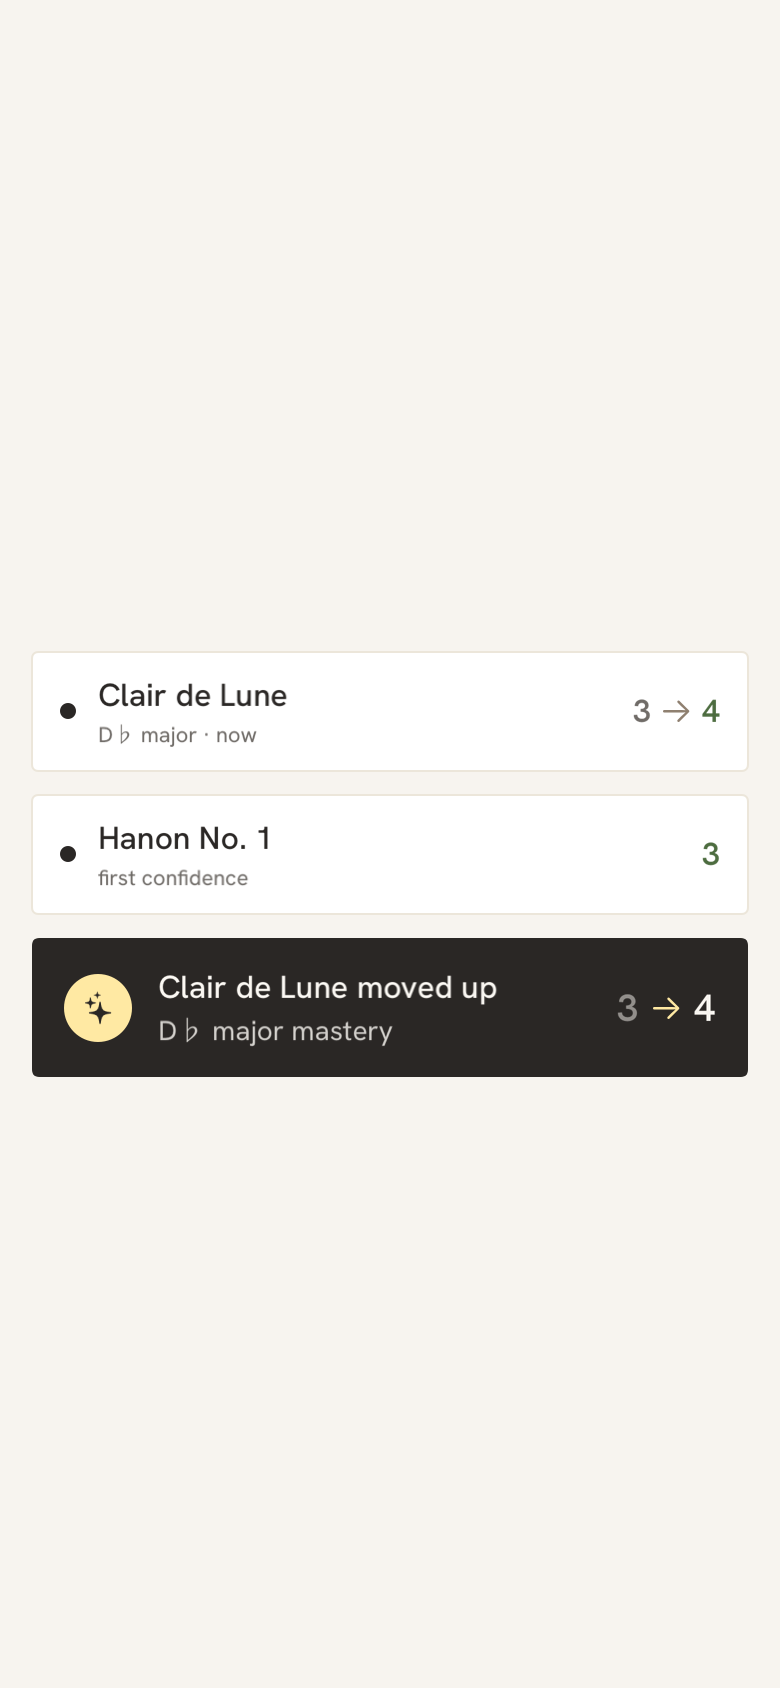 Clair de Lune
D♭ major · now
3 → 4
Hanon No. 1
first confidence
3
Clair de Lune moved up
D♭ major mastery
3 → 4